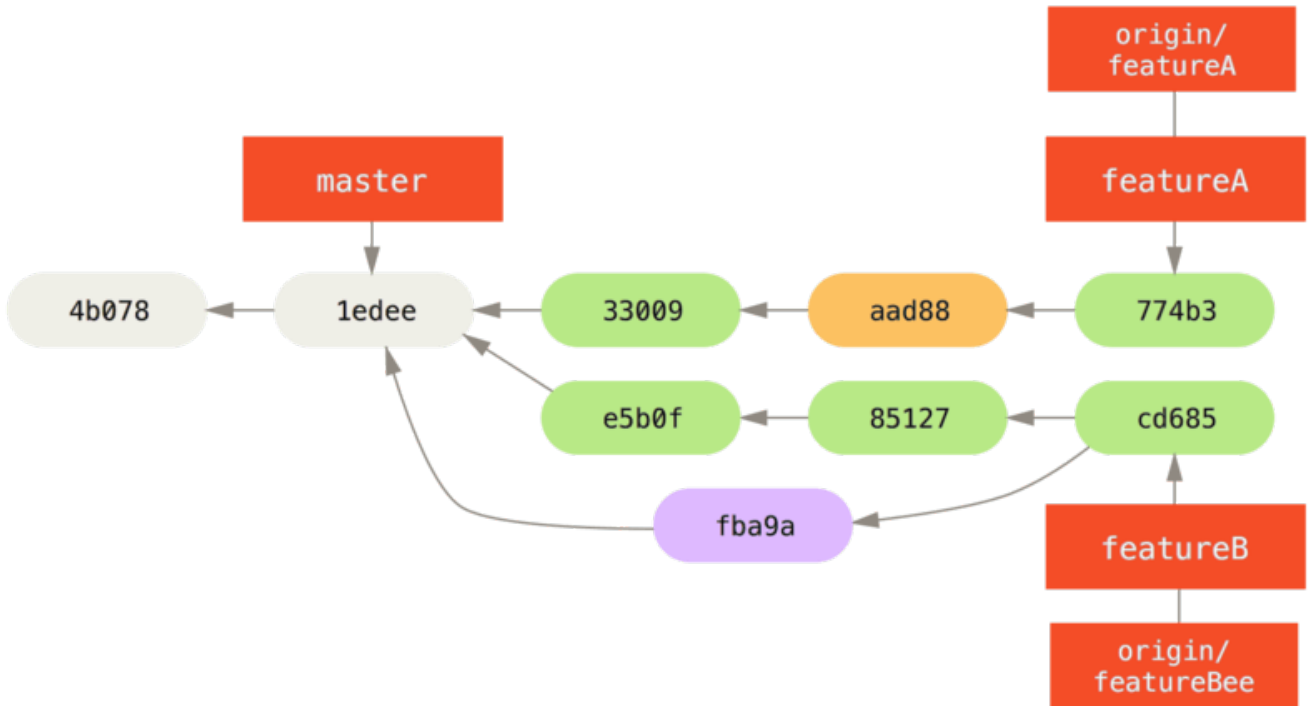 origin/
featureA
master
featureA
4b078
1edee
33009
aad88
774b3
e5b0f
85127
cd685
fba9a
featureB
origin/
featureBee